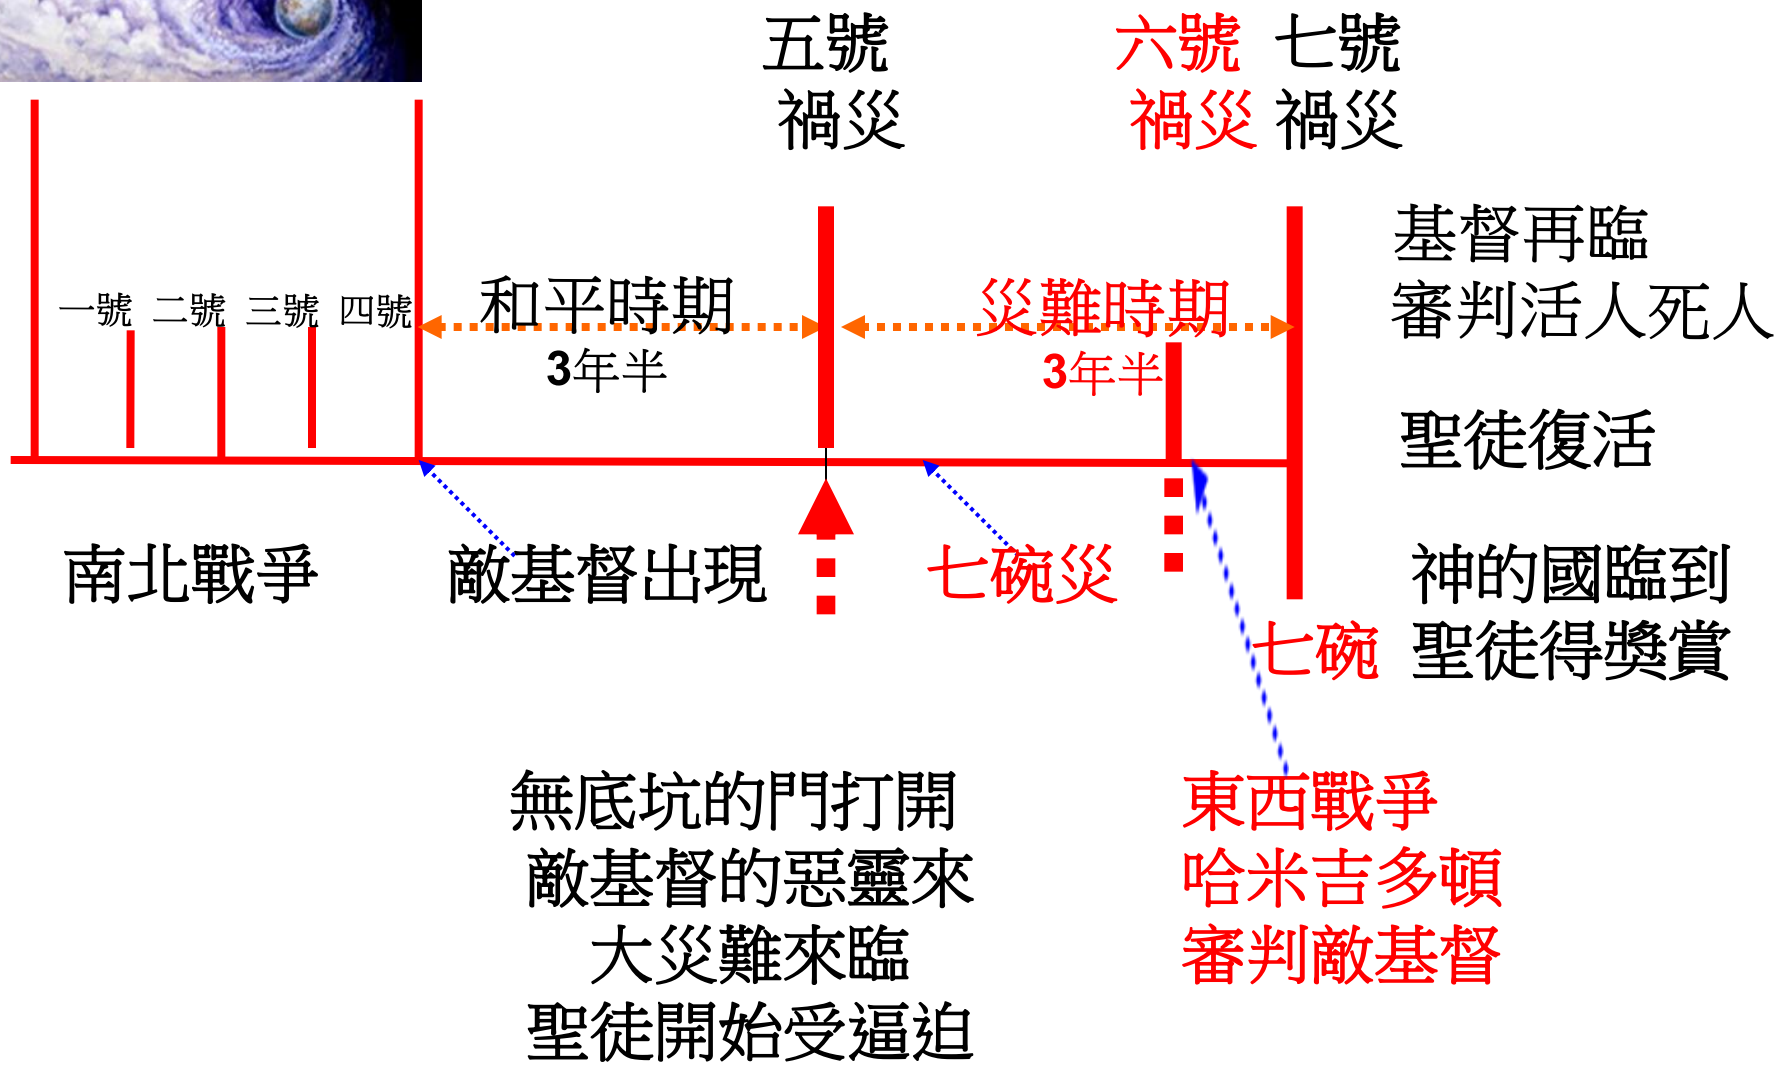 五號
禍災
六號
禍災
七號
禍災
一號
二號
三號
四號
和平時期
3年半
災難時期
3年半
基督再臨
審判活人死人
聖徒復活
南北戰爭
敵基督出現
七碗災
神的國臨到
聖徒得獎賞
七碗
無底坑的門打開
敵基督的惡靈來
大災難來臨
聖徒開始受逼迫
東西戰爭
哈米吉多頓
審判敵基督